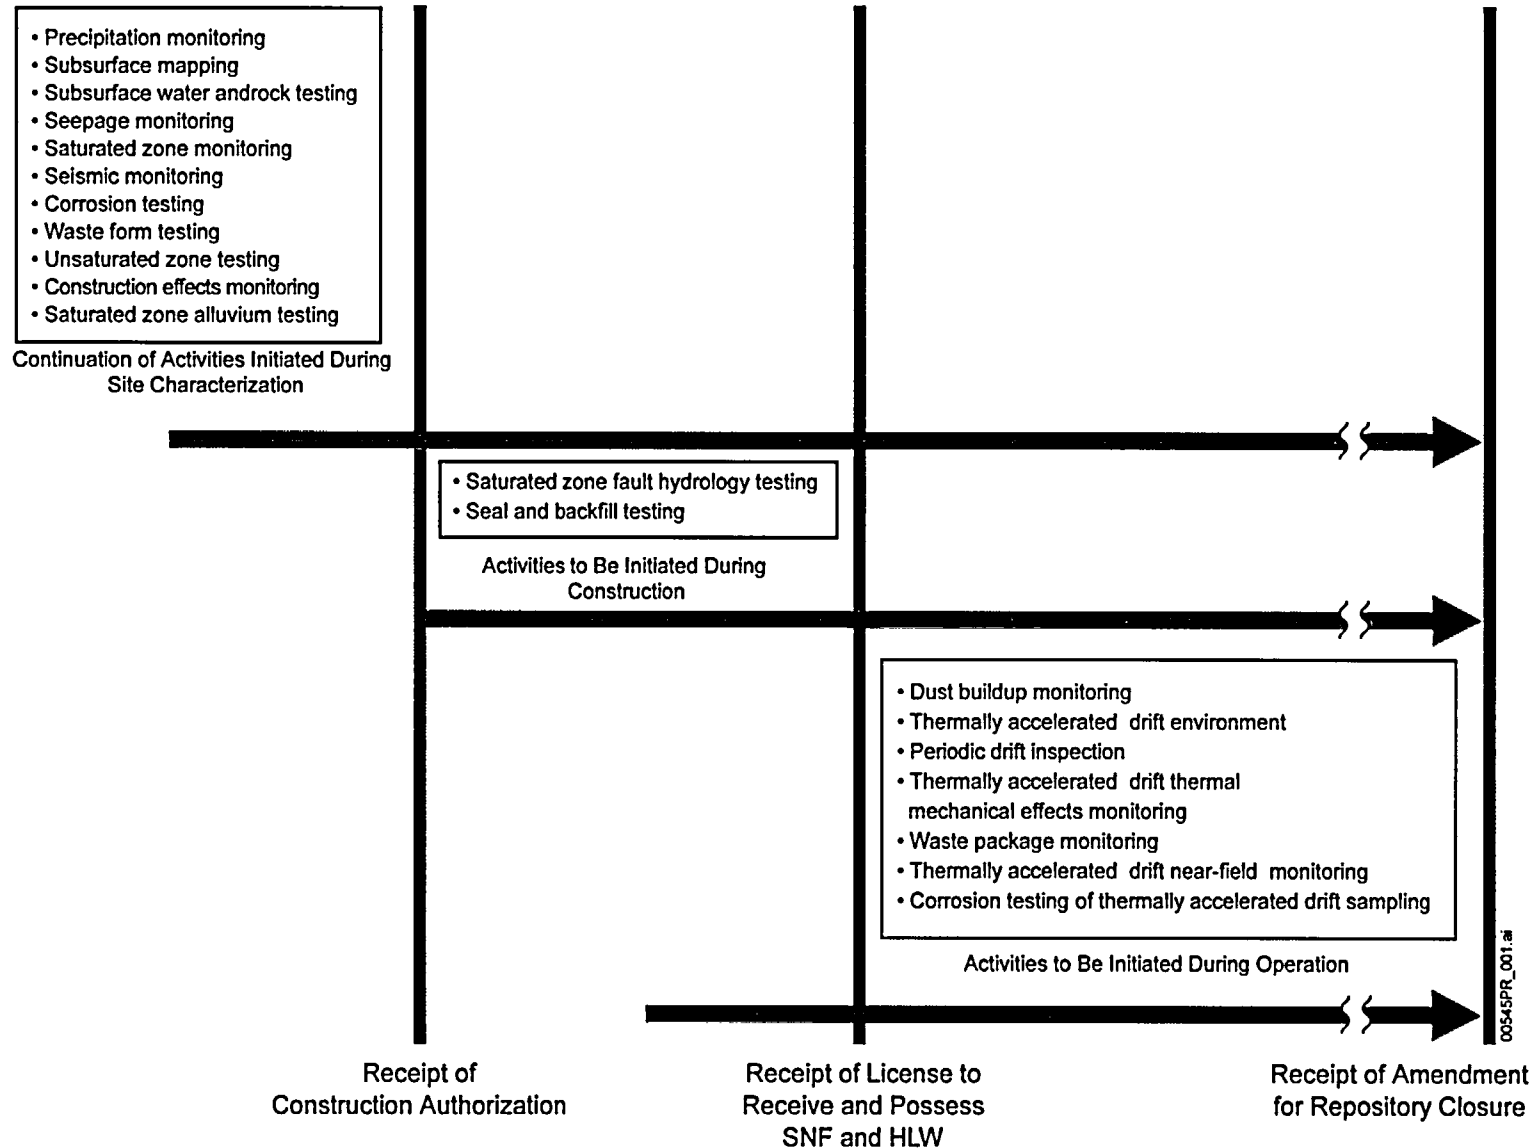 • Precipitation monitoring
• Subsurface mapping
• Subsurface water androck testing
• Seepage monitoring
• Saturated zone monitoring
• Seismic monitoring
• Corrosion testing
• Waste form testing
• Unsaturated zone testing
• Construction effects monitoring
• Saturated zone alluvium testing
Continuation of Activities Initiated During
Site Characterization
• Saturated zone fault hydrology testing
• Seal and backfill testing
Activities to Be Initiated During
Construction
• Dust buildup monitoring
• Thermally accelerated drift environment
• Periodic drift inspection
• Thermally accelerated drift thermal
mechanical effects monitoring
• Waste package monitoring
• Thermally accelerated drift near-field monitoring
• Corrosion testing of thermally accelerated drift sampling
Activities to Be Initiated During Operation
00545PR_001.ai
Receipt of
Construction Authorization
Receipt of License to
Receive and Possess
SNF and HLW
Receipt of Amendment
for Repository Closure